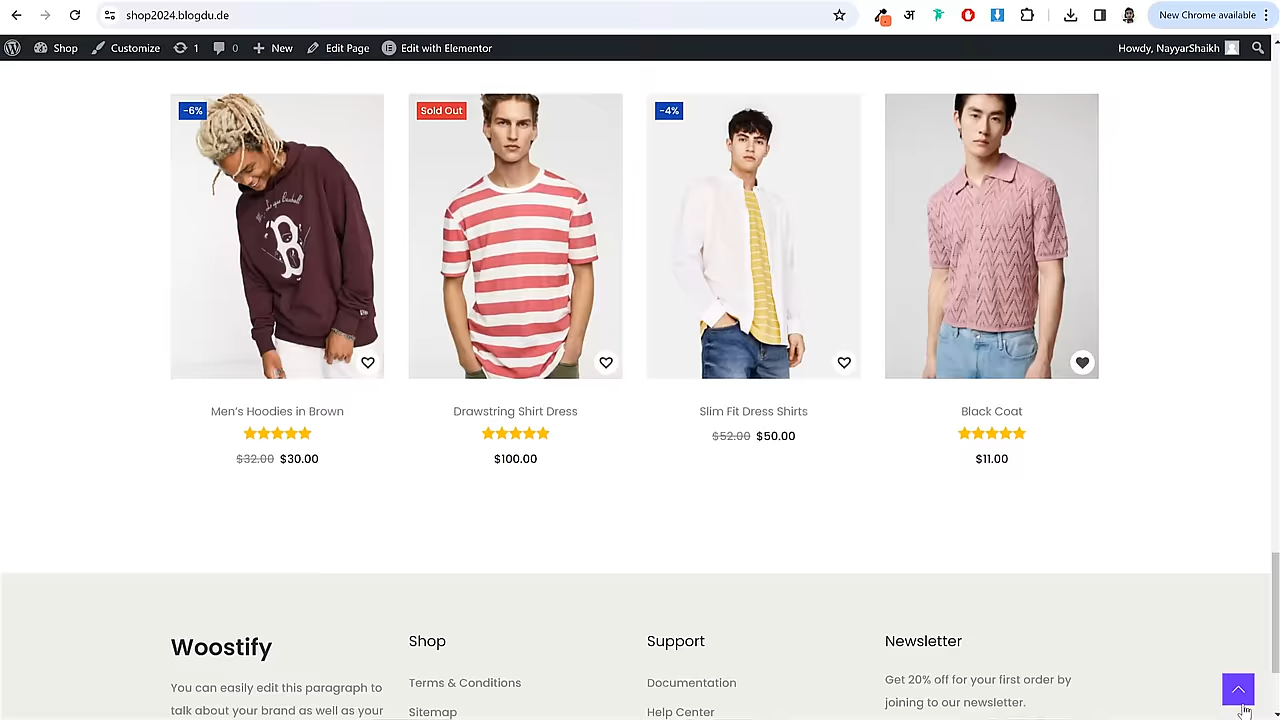 shop2024.blogdu.de
अ
New Chrome available
Shop
Customize
1
0
New
Edit Page
Edit with Elementor
Howdy, NayyarShaikh
-6%
Sold Out
-4%
B
Men's Hoodies in Brown
Drawstring Shirt Dress
Slim Fit Dress Shirts
Black Coat
$52.00 $50.00
$32.00 $30.00
$100.00
$11.00
Woostify
Shop
Support
Newsletter
You can easily edit this paragraph to
talk about your brand as well as your
Terms & Conditions
Sitemap
Documentation
Help Center
Get 20% off for your first order by
joining to our newsletter.